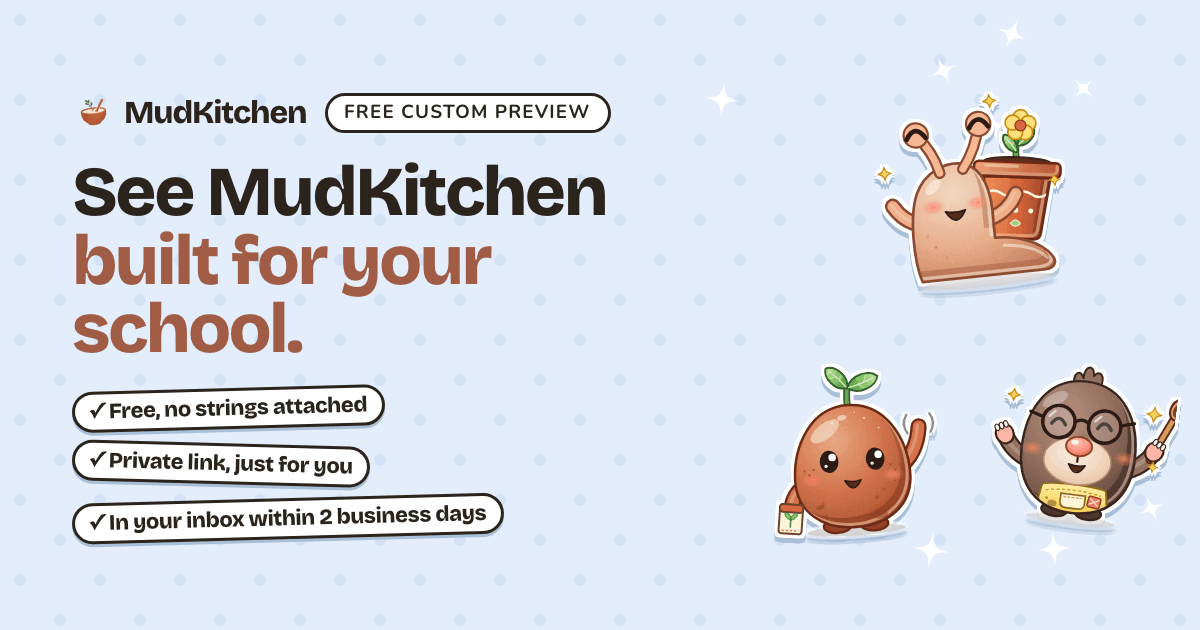 MudKitchen
FREE CUSTOM PREVIEW
See MudKitchen
built for your
school.
✓Free, no strings attached
✓Private link, just for you
✓In your inbox within 2 business days